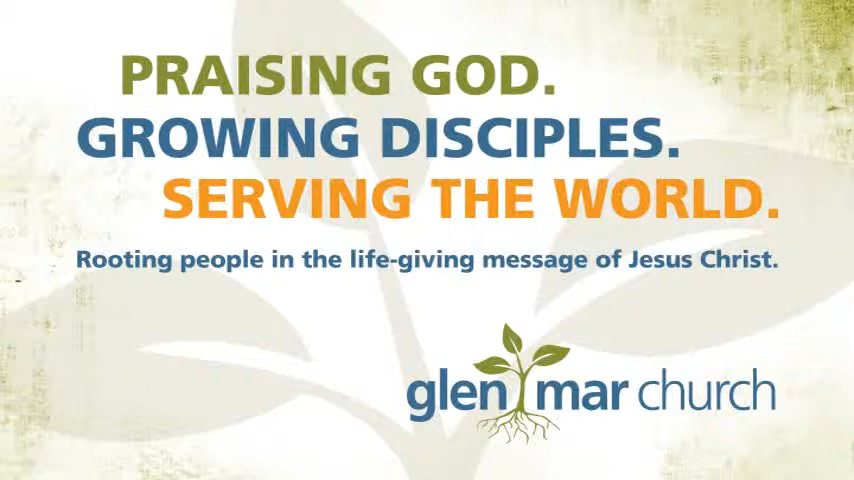 PRAISING GOD.
GROWING DISCIPLES.
SERVING THE WORLD.
Rooting people in the life-giving message of Jesus Christ.
glen mar church